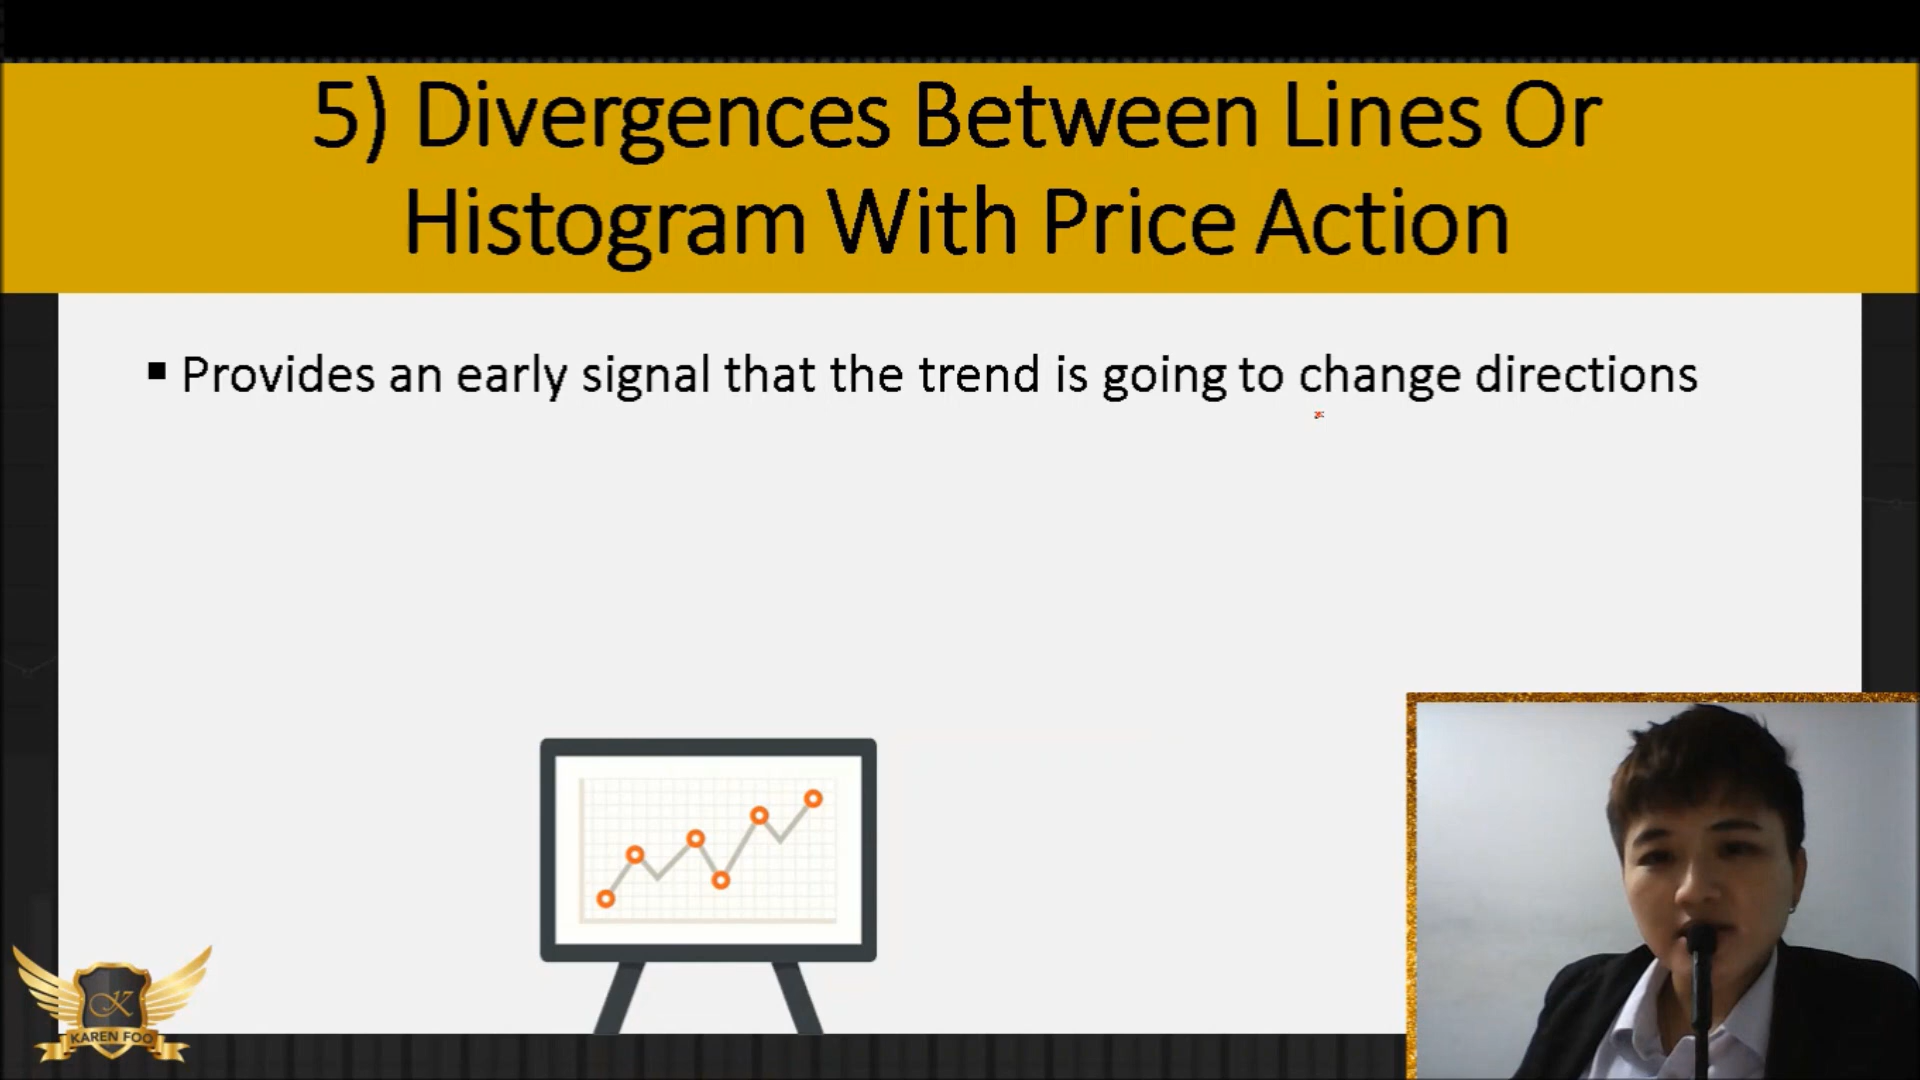 5) Divergences Between Lines Or
Histogram With Price Action
▪ Provides an early signal that the trend is going to change directions
K
KAREN FOO